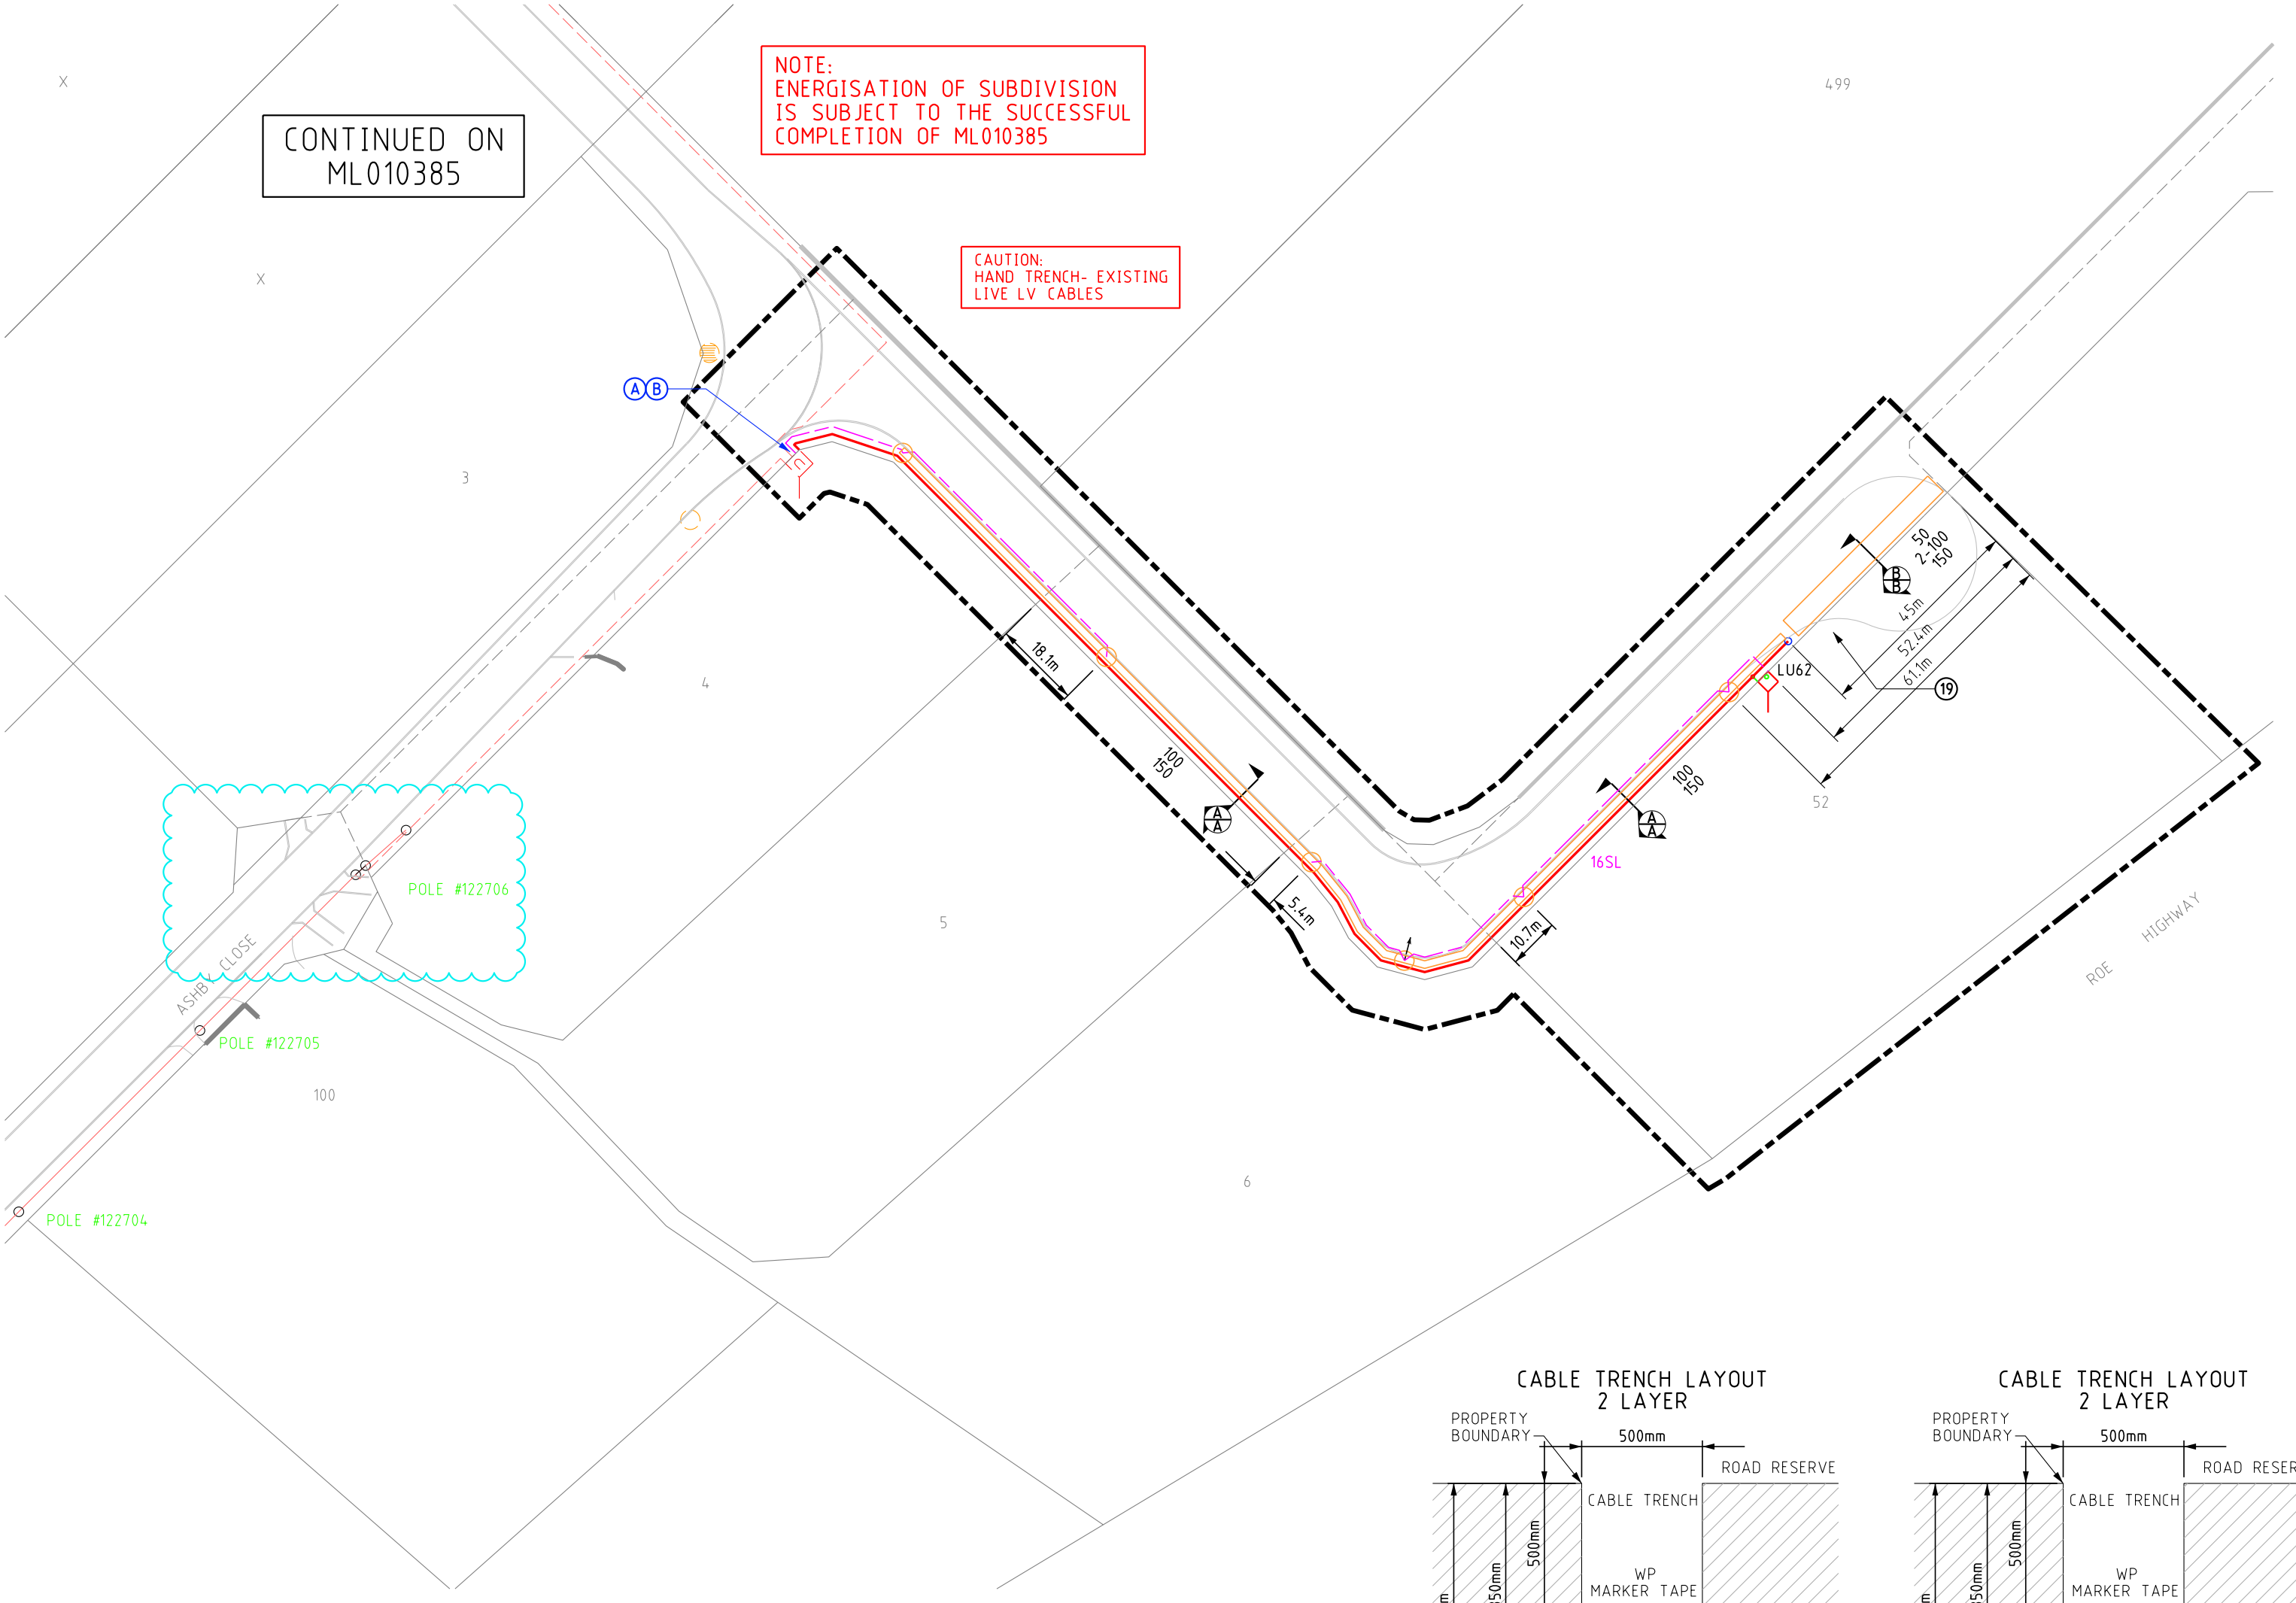 X
499
NOTE:
ENERGISATION OF SUBDIVISION
IS SUBJECT TO THE SUCCESSFUL
COMPLETION OF ML010385
CONTINUED ON
ML010385
X
CAUTION:
HAND TRENCH- EXISTING
LIVE LV CABLES
A B
3
U
50
2-100
150
B
B
45m
52.4m
61.1m
LU62
19
18.1m
4
100
150
A
A
100
150
A
A
52
16SL
POLE #122706
5.4m
10.7m
5
ROE HIGHWAY
ASHBY CLOSE
POLE #122705
100
6
POLE #122704
CABLE TRENCH LAYOUT
2 LAYER
PROPERTY
BOUNDARY
500mm
ROAD RESERVE
CABLE TRENCH
500mm
WP
MARKER TAPE
50mm
m
CABLE TRENCH LAYOUT
2 LAYER
PROPERTY
BOUNDARY
500mm
ROAD RESER
CABLE TRENCH
500mm
WP
MARKER TAPE
50mm
m